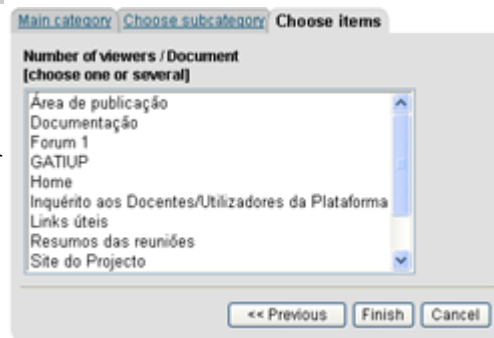 Main category Choose subcategory Choose items
Number of viewers / Document
[choose one or several]
Área de publicação
Documentação
Forum 1
GATIUP
Home
Inquérito aos Docentes/Utilizadores da Plataforma
Links úteis
Resumos das reuniões
Site do Projecto
<< Previous Finish Cancel